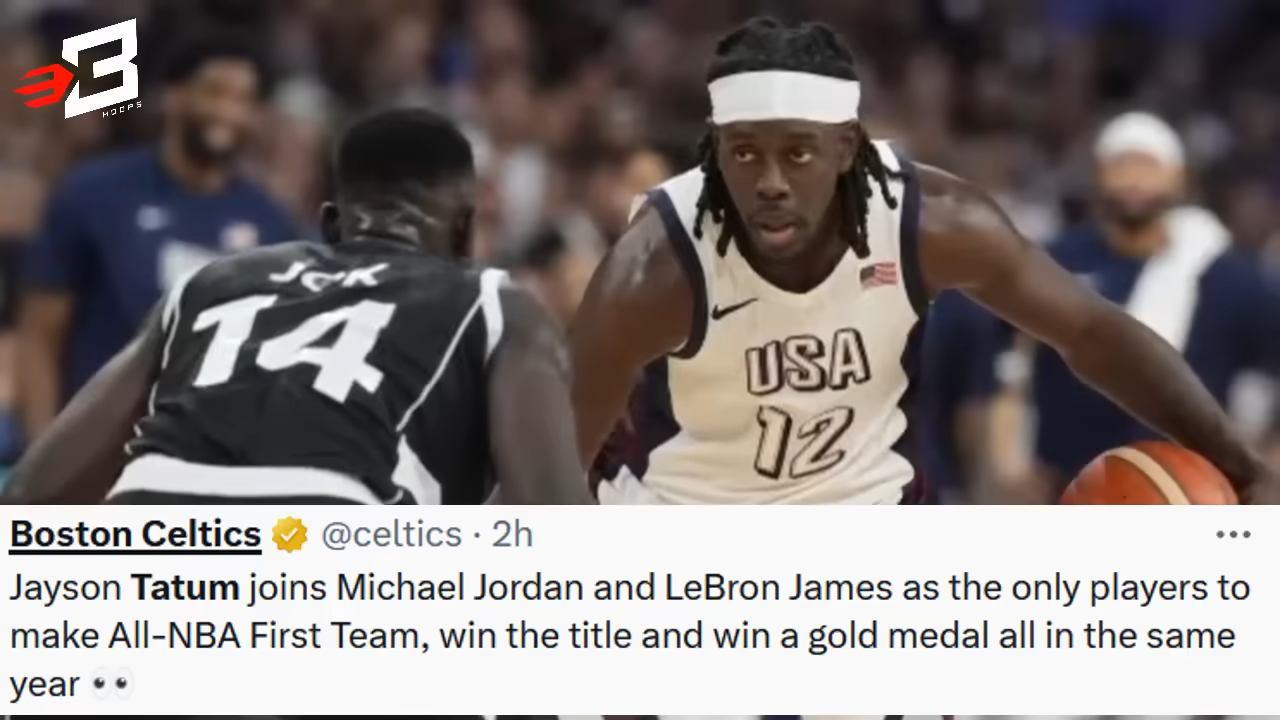 B
HOOPS
JOK
14
USA
12
Boston Celtics @celtics · 2h
Jayson Tatum joins Michael Jordan and LeBron James as the only players to
make All-NBA First Team, win the title and win a gold medal all in the same
year 👀